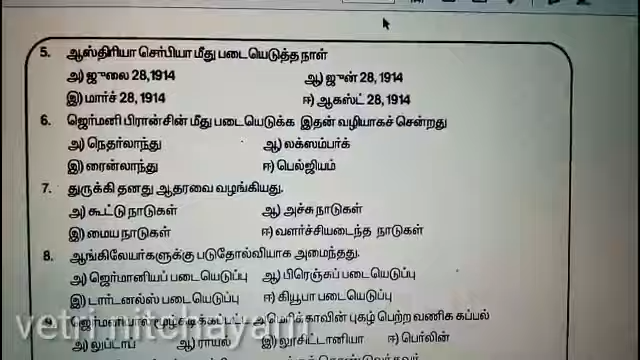 5. ஆஸ்திரியா செர்பியா மீது படையெடுத்த நாள்
அ) ஜுலை 28,1914 ஆ) ஜுன் 28, 1914
இ) மார்ச் 28, 1914 ஈ) ஆகஸ்ட் 28, 1914
6. ஜெர்மனி பிரான்சின் மீது படையெடுக்க இதன் வழியாகச் சென்றது
அ) நெதர்லாந்து ஆ) லக்ஸம்பர்க்
இ) ரைன்லாந்து ஈ) பெல்ஜியம்
7. துருக்கி தனது ஆதரவை வழங்கியது.
அ) கூட்டு நாடுகள் ஆ) அச்சு நாடுகள்
இ) மைய நாடுகள் ஈ) வளர்ச்சியடைந்த நாடுகள்
8. ஆங்கிலேயர்களுக்கு படுதோல்வியாக அமைந்தது.
அ) ஜெர்மானியப் படையெடுப்பு ஆ) பிரெஞ்சுப் படையெடுப்பு
இ) டார்டனல்ஸ் படையெடுப்பு ஈ) கியூபா படையெடுப்பு
vetri nitchayam
புகழ் பெற்ற வணிக கப்பல்
அ) லுப்டாப் ஆ) ராயல் இ) லூசிட்டானியா ஈ) பெர்லின்